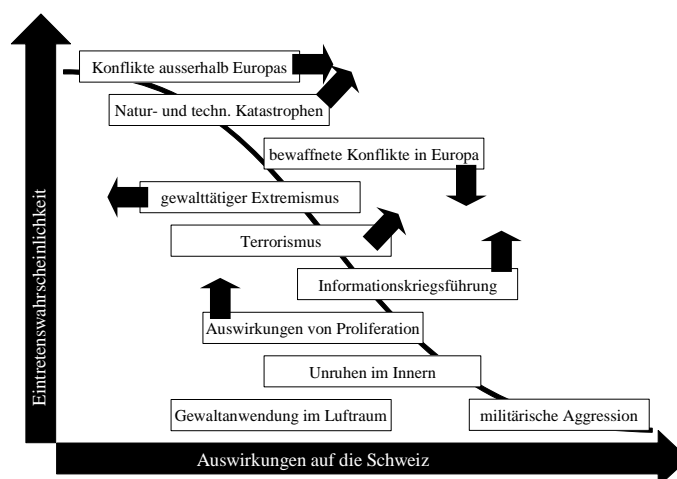 Konflikte ausserhalb Europas
Natur- und techn. Katastrophen
bewaffnete Konflikte in Europa
gewalttätiger Extremismus
Terrorismus
Informationskriegsführung
Auswirkungen von Proliferation
Unruhen im Innern
Gewaltanwendung im Luftraum
militärische Aggression
Eintretenswahrscheinlichkeit
Auswirkungen auf die Schweiz